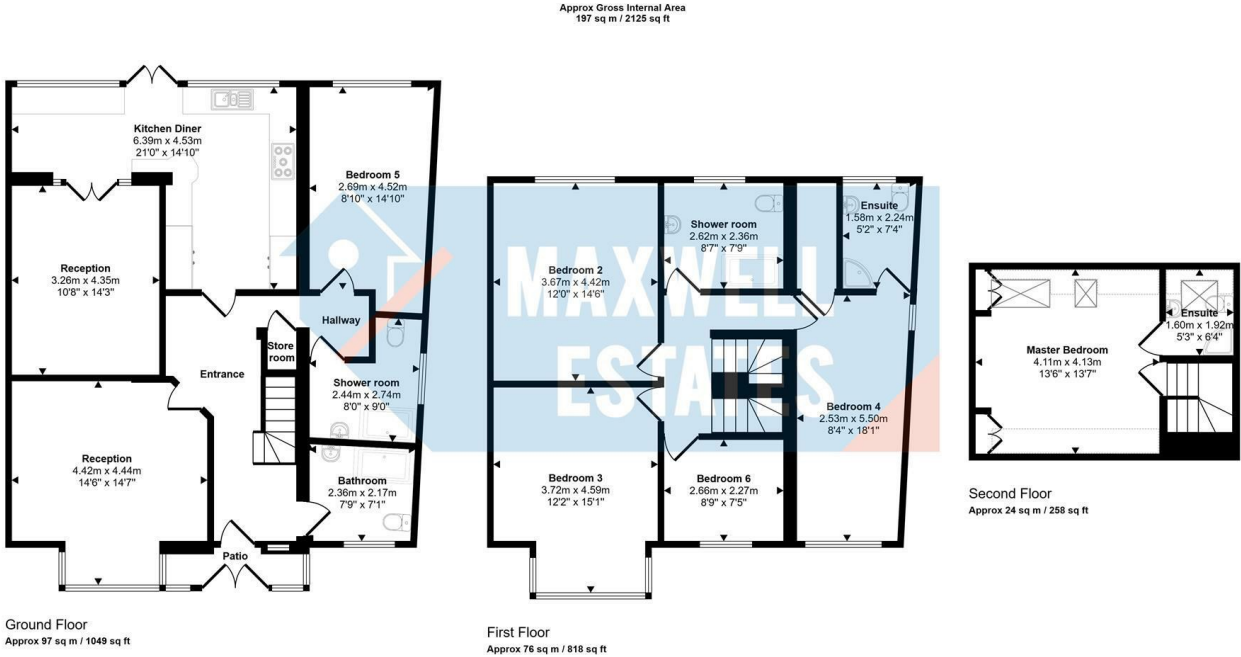 Approx Gross Internal Area
197 sq m / 2125 sq ft
Kitchen Diner
6.39m x 4.53m
21'0" x 14'10"
Bedroom 5
2.69m x 4.52m
8'10" x 14'10"
Reception
3.26m x 4.35m
10'8" x 14'3"
Hallway
Store
room
Entrance
Shower room
2.44m x 2.74m
8'0" x 9'0"
Reception
4.42m x 4.44m
14'6" x 14'7"
Bathroom
2.36m x 2.17m
7'9" x 7'1"
Patio
Ground Floor
Approx 97 sq m / 1049 sq ft
MAXWELL
ESTATES
Bedroom 2
3.67m x 4.42m
12'0" x 14'6"
Shower room
2.62m x 2.36m
8'7" x 7'9"
Ensuite
1.58m x 2.24m
5'2" x 7'4"
Bedroom 4
2.53m x 5.50m
8'4" x 18'1"
Bedroom 3
3.72m x 4.59m
12'2" x 15'1"
Bedroom 6
2.66m x 2.27m
8'9" x 7'5"
First Floor
Approx 76 sq m / 818 sq ft
Ensuite
1.60m x 1.92m
5'3" x 6'4"
Master Bedroom
4.11m x 4.13m
13'6" x 13'7"
Second Floor
Approx 24 sq m / 258 sq ft